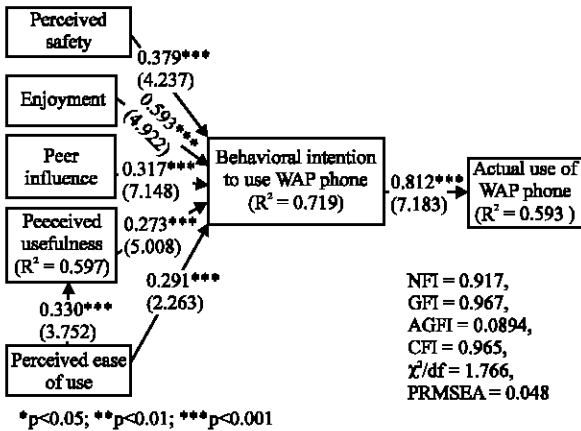 Perceived
safety
0.379***
(4.237)
Enjoyment
0.593***
(4.922)
Peer
influence
0.317***
(7.148)
Behavioral intention
to use WAP phone
(R² = 0.719)
0.812***
(7.183)
Actual use of
WAP phone
(R² = 0.593 )
Peeceived
usefulness
(R² = 0.597)
0.273***
(5.008)
0.291***
(2.263)
0.330***
(3.752)
Perceived ease
of use
NFI = 0.917,
GFI = 0.967,
AGFI = 0.0894,
CFI = 0.965,
χ²/df = 1.766,
PRMSEA = 0.048
*p<0.05; **p<0.01; ***p<0.001